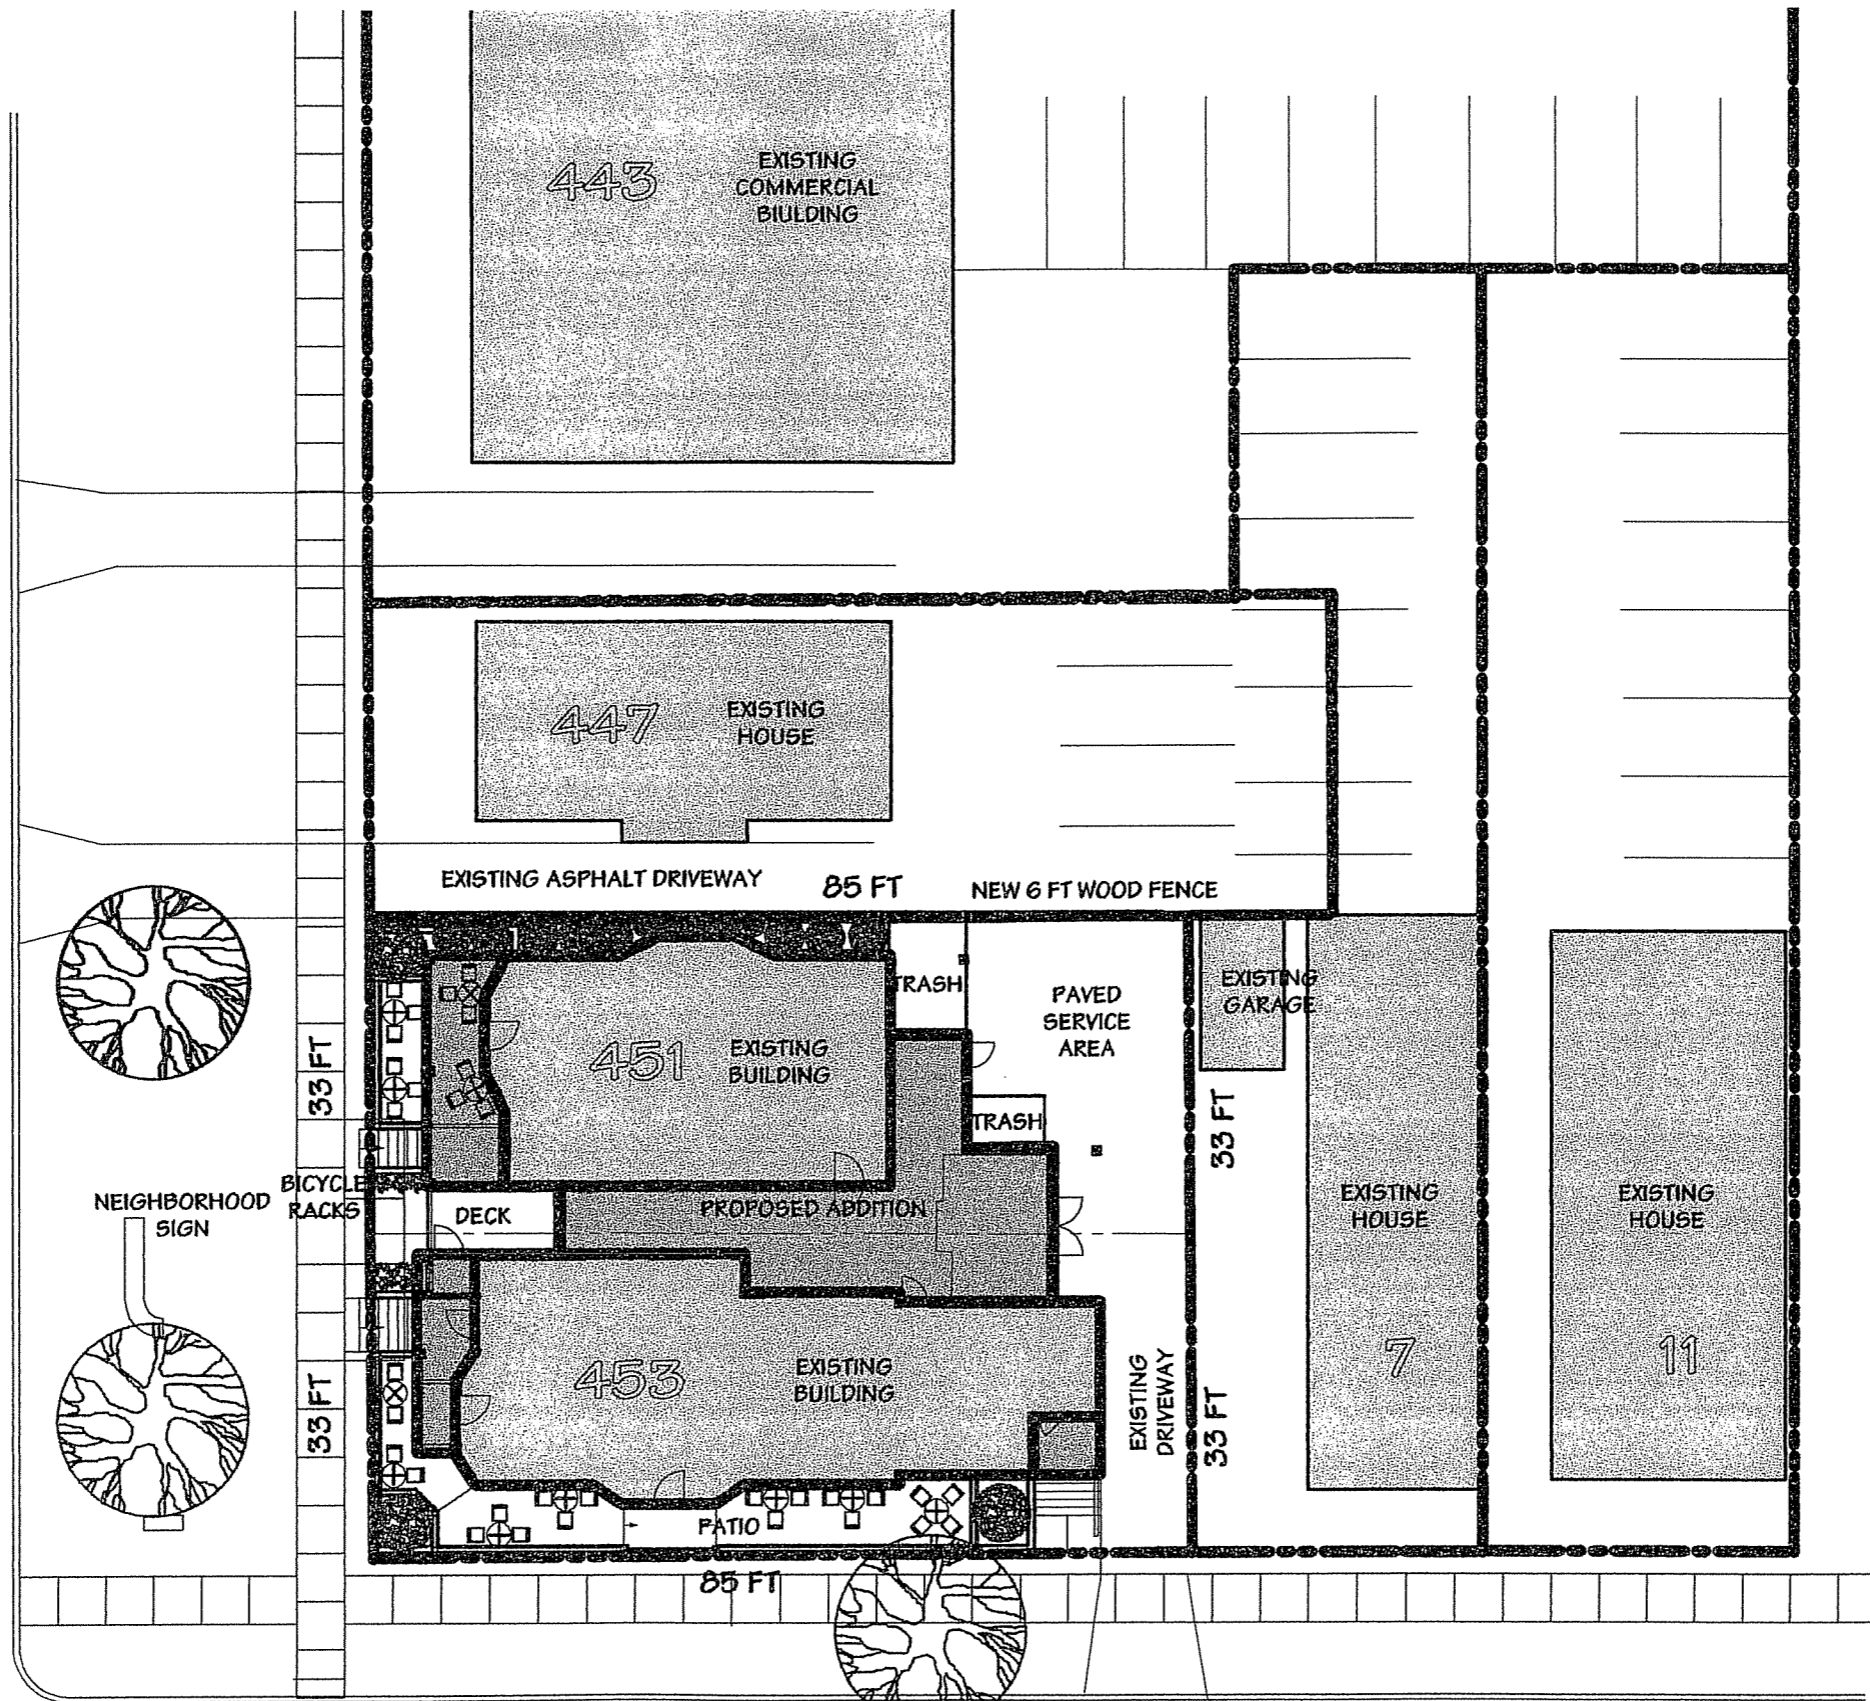 443
EXISTING
COMMERCIAL
BIULDING
447
EXISTING
HOUSE
EXISTING ASPHALT DRIVEWAY
85 FT
NEW 6 FT WOOD FENCE
TRASH
PAVED
SERVICE
AREA
EXISTING
GARAGE
451
EXISTING
BUILDING
33 FT
TRASH
33 FT
BICYCLE
RACKS
NEIGHBORHOOD
SIGN
DECK
PROPOSED ADDITION
EXISTING
HOUSE
7
EXISTING
HOUSE
11
453
EXISTING
BUILDING
33 FT
EXISTING
DRIVEWAY
33 FT
PATIO
85 FT